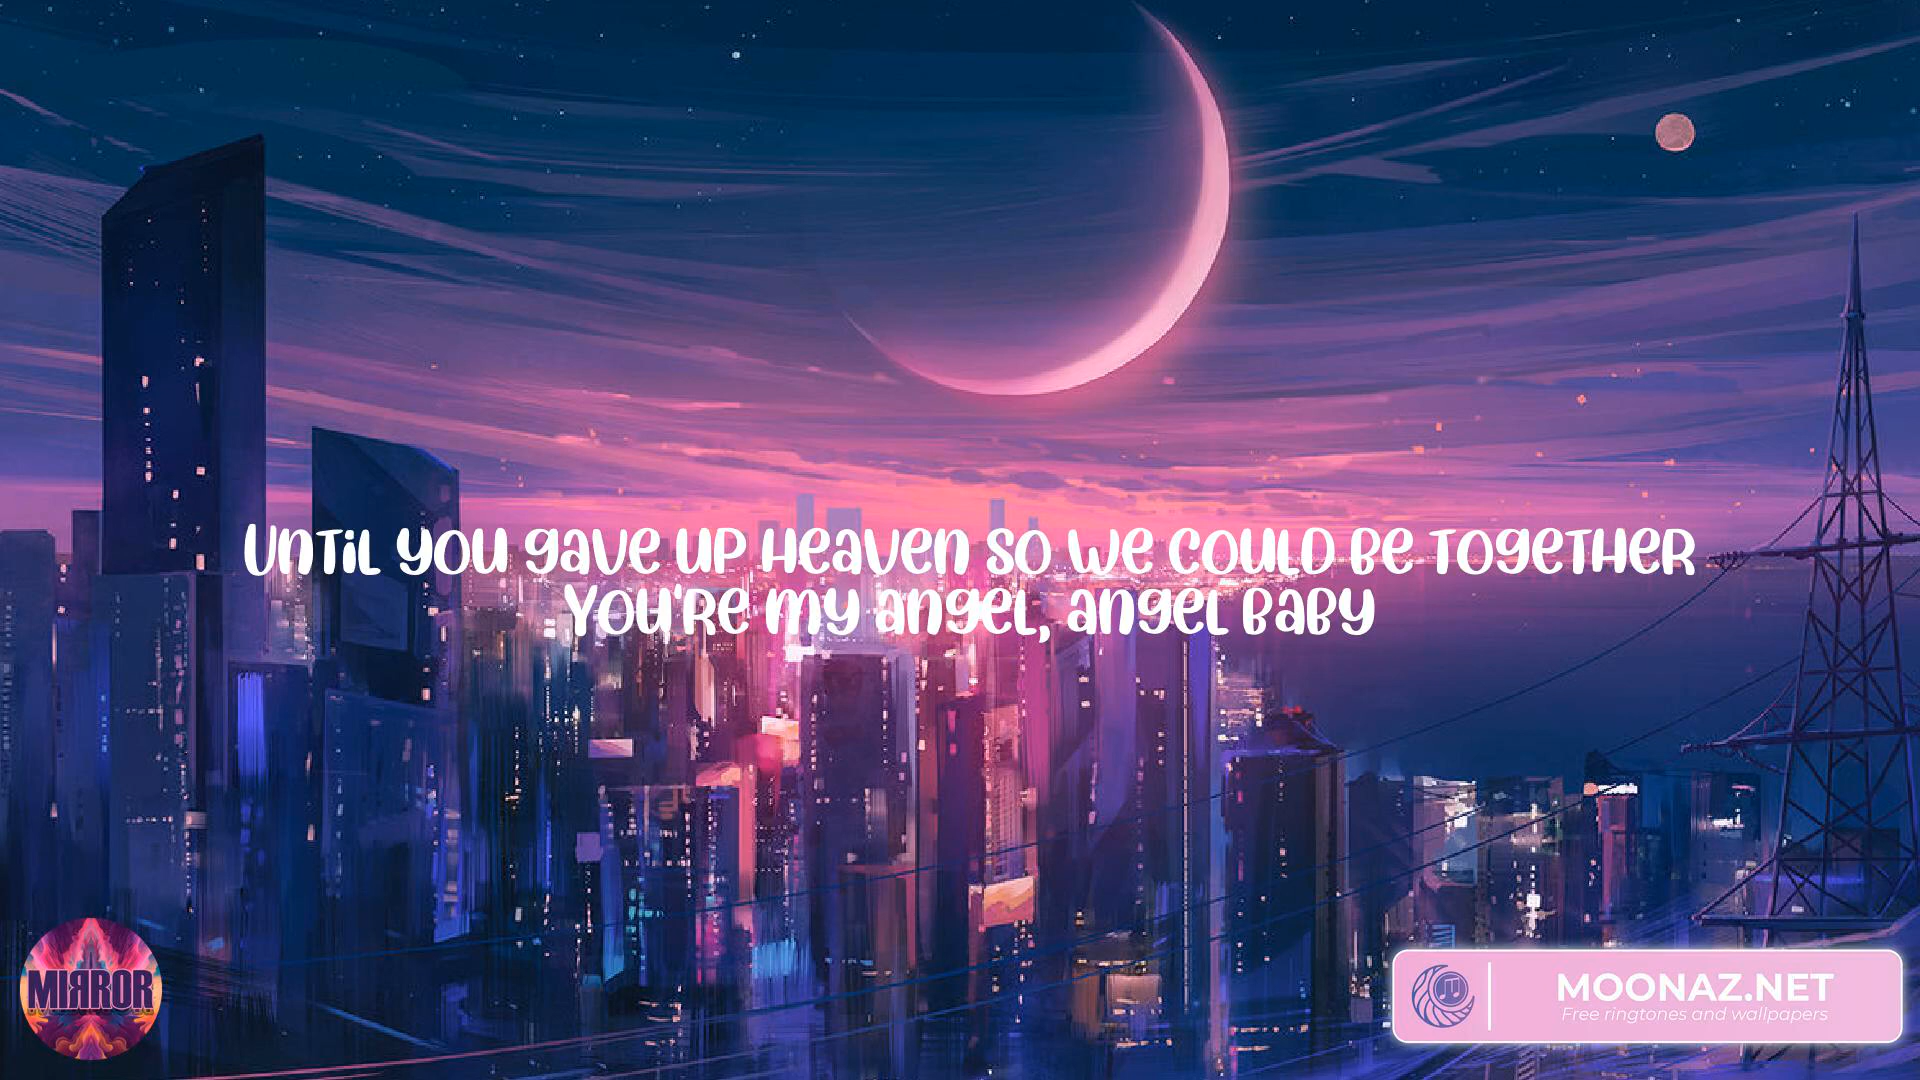 Until you gave up Heaven so we could be together
You're my angel, angel baby
MIRROR
MOONAZ.NET
Free ringtones and wallpapers